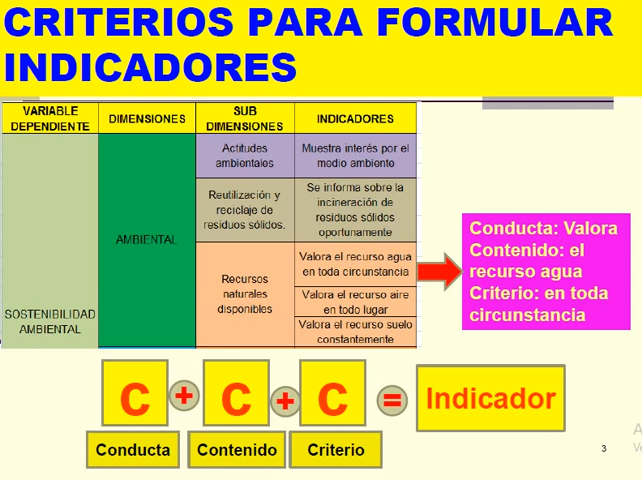 CRITERIOS PARA FORMULAR
INDICADORES
VARIABLE
DEPENDIENTE
DIMENSIONES
SUB
DIMENSIONES
INDICADORES
SOSTENIBILIDAD
AMBIENTAL
AMBIENTAL
Actitudes
ambientales
Muestra interés por el
medio ambiente
Reutilización y
reciclaje de
residuos sólidos.
Se informa sobre la
incineración de
residuos sólidos
oportunamente
Recursos
naturales
disponibles
Valora el recurso agua
en toda circunstancia
Valora el recurso aire
en todo lugar
Valora el recurso suelo
constantemente
Conducta: Valora
Contenido: el
recurso agua
Criterio: en toda
circunstancia
C + C + C = Indicador
Conducta Contenido Criterio
3